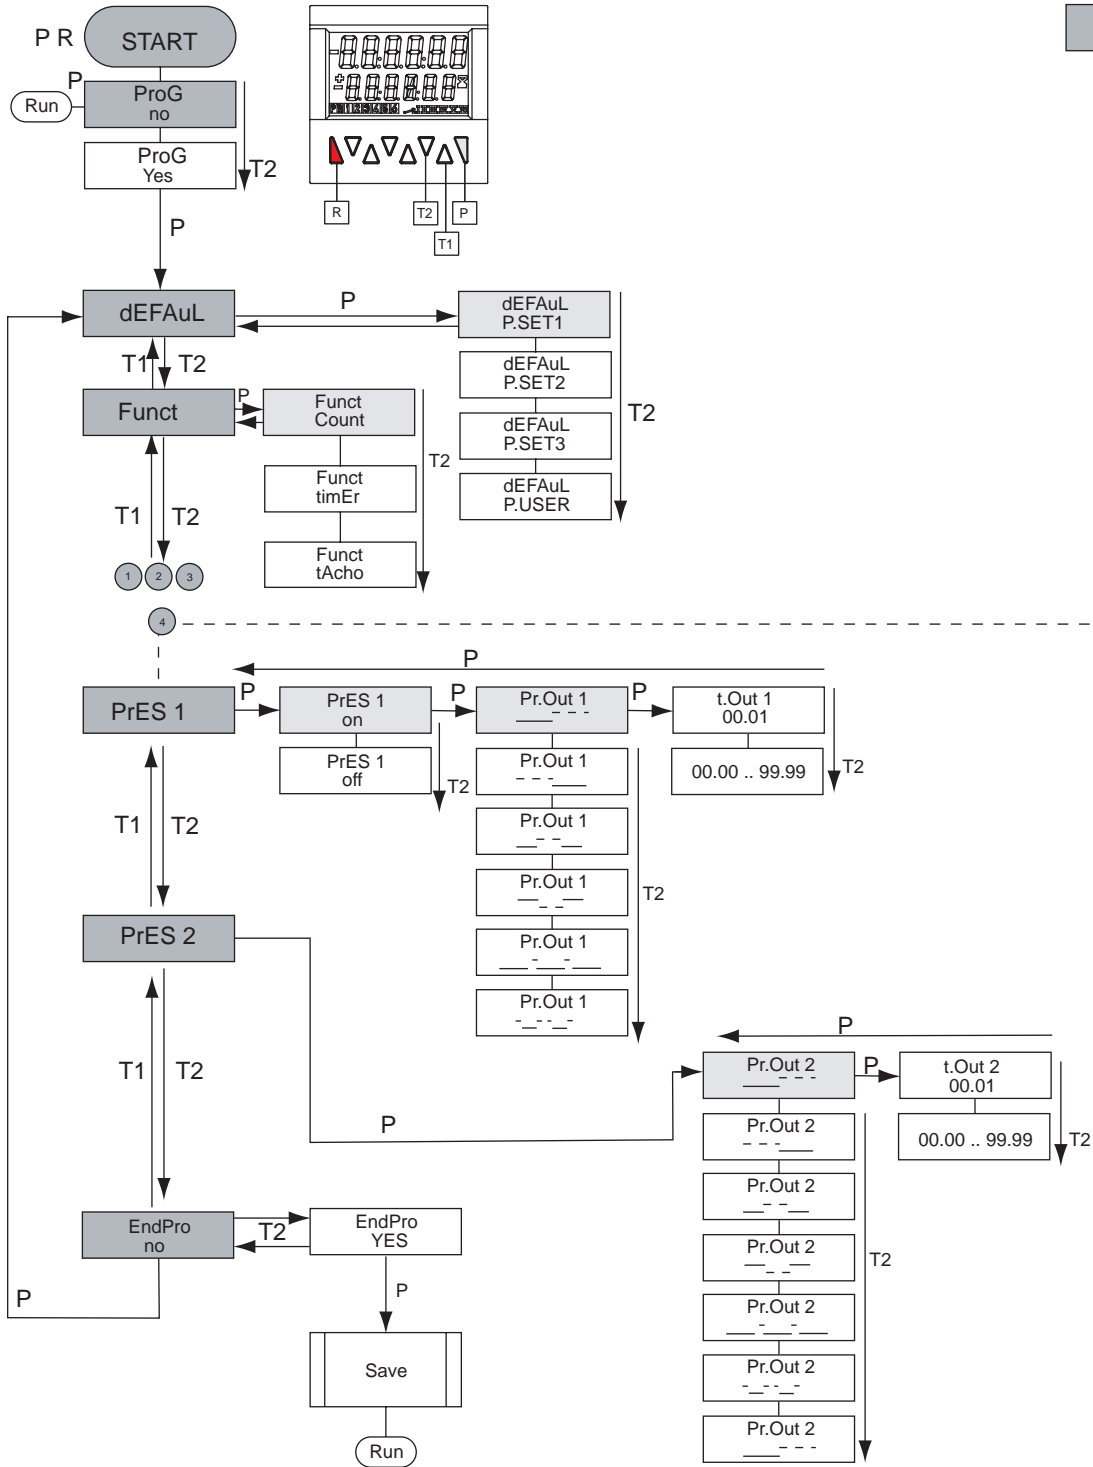 P R
START
P
Run
ProG
no
ProG
Yes
T2
P
R
T2
P
T1
dEFAuL
P
dEFAuL
P.SET1
dEFAuL
P.SET2
dEFAuL
P.SET3
dEFAuL
P.USER
T2
T1
T2
Funct
P
Funct
Count
Funct
timEr
Funct
tAcho
T2
T1
T2
1
2
3
4
P
PrES 1
P
PrES 1
on
PrES 1
off
T2
P
Pr.Out 1
Pr.Out 1
Pr.Out 1
Pr.Out 1
Pr.Out 1
Pr.Out 1
T2
P
t.Out 1
00.01
00.00 .. 99.99
T2
T1
T2
PrES 2
P
P
Pr.Out 2
Pr.Out 2
Pr.Out 2
Pr.Out 2
Pr.Out 2
Pr.Out 2
Pr.Out 2
T2
P
t.Out 2
00.01
00.00 .. 99.99
T2
T1
T2
EndPro
no
T2
EndPro
YES
P
P
Save
Run